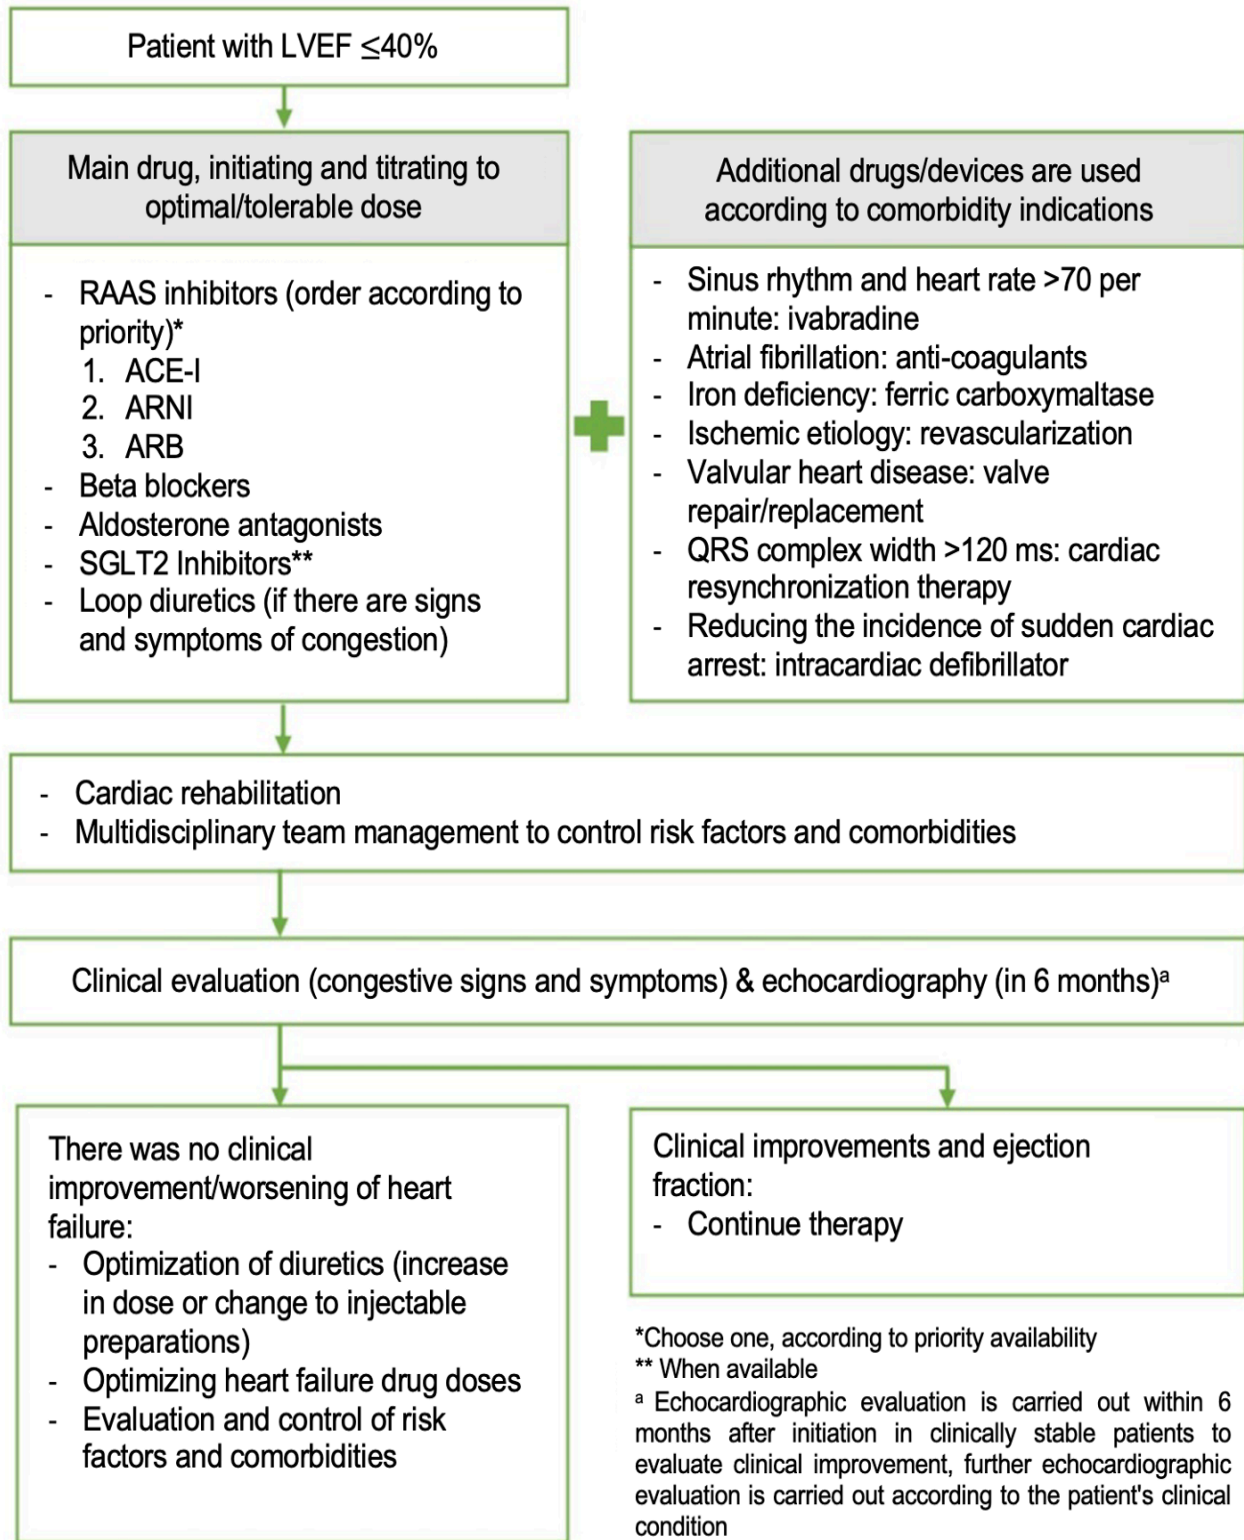 Patient with LVEF ≤40%
Main drug, initiating and titrating to
optimal/tolerable dose
- RAAS inhibitors (order according to
priority)*
1. ACE-I
2. ARNI
3. ARB
- Beta blockers
- Aldosterone antagonists
- SGLT2 Inhibitors**
- Loop diuretics (if there are signs
and symptoms of congestion)
Additional drugs/devices are used
according to comorbidity indications
- Sinus rhythm and heart rate >70 per
minute: ivabradine
- Atrial fibrillation: anti-coagulants
- Iron deficiency: ferric carboxymaltase
- Ischemic etiology: revascularization
- Valvular heart disease: valve
repair/replacement
- QRS complex width >120 ms: cardiac
resynchronization therapy
- Reducing the incidence of sudden cardiac
arrest: intracardiac defibrillator
- Cardiac rehabilitation
- Multidisciplinary team management to control risk factors and comorbidities
Clinical evaluation (congestive signs and symptoms) & echocardiography (in 6 months)ᵃ
There was no clinical
improvement/worsening of heart
failure:
- Optimization of diuretics (increase
in dose or change to injectable
preparations)
- Optimizing heart failure drug doses
- Evaluation and control of risk
factors and comorbidities
Clinical improvements and ejection
fraction:
- Continue therapy
*Choose one, according to priority availability
** When available
ᵃ Echocardiographic evaluation is carried out within 6
months after initiation in clinically stable patients to
evaluate clinical improvement, further echocardiographic
evaluation is carried out according to the patient's clinical
condition